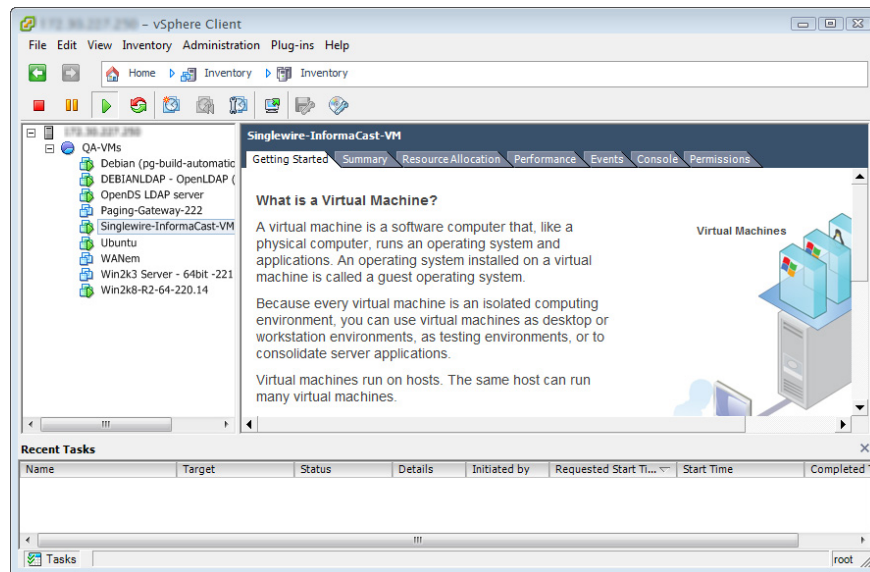 – vSphere Client
File Edit View Inventory Administration Plug-ins Help
Home Inventory Inventory
QA-VMs
Debian (pg-build-automatic
DEBIANLDAP - OpenLDAP (
OpenDS LDAP server
Paging-Gateway-222
Singlewire-InformaCast-VM
Ubuntu
WANem
Win2k3 Server - 64bit -221
Win2k8-R2-64-220.14
Singlewire-InformaCast-VM
Getting Started Summary Resource Allocation Performance Events Console Permissions
What is a Virtual Machine?
A virtual machine is a software computer that, like a
physical computer, runs an operating system and
applications. An operating system installed on a virtual
machine is called a guest operating system.
Because every virtual machine is an isolated computing
environment, you can use virtual machines as desktop or
workstation environments, as testing environments, or to
consolidate server applications.
Virtual machines run on hosts. The same host can run
many virtual machines.
Virtual Machines
Recent Tasks
Name Target Status Details Initiated by Requested Start Ti... Start Time Completed
Tasks root